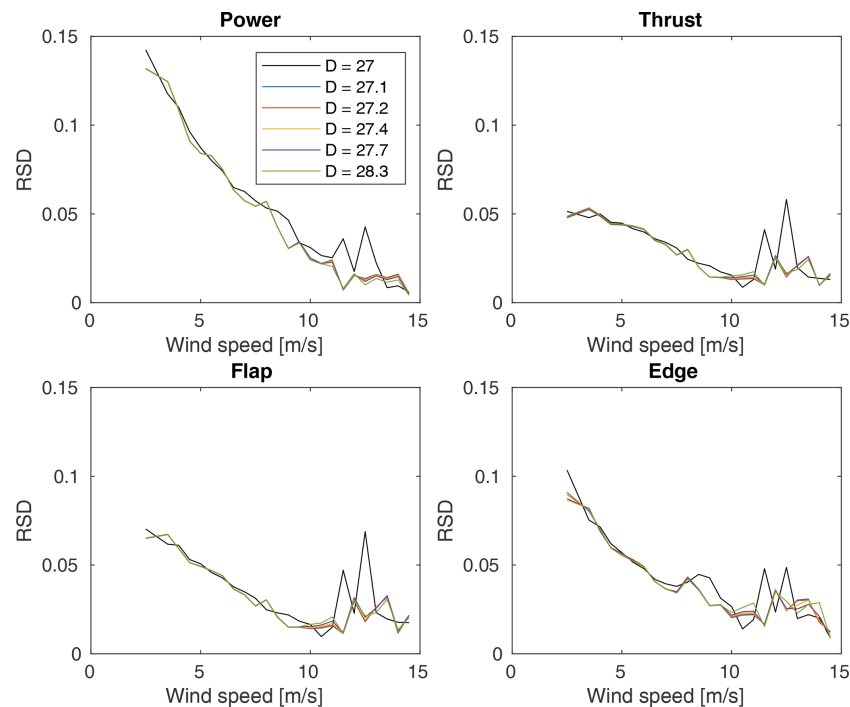 Power
0.15
0.1
0.05
0
RSD
0
5
10
15
Wind speed [m/s]
D = 27
D = 27.1
D = 27.2
D = 27.4
D = 27.7
D = 28.3
Thrust
0.15
0.1
0.05
0
RSD
0
5
10
15
Wind speed [m/s]
Flap
0.15
0.1
0.05
0
RSD
0
5
10
15
Wind speed [m/s]
Edge
0.15
0.1
0.05
0
RSD
0
5
10
15
Wind speed [m/s]